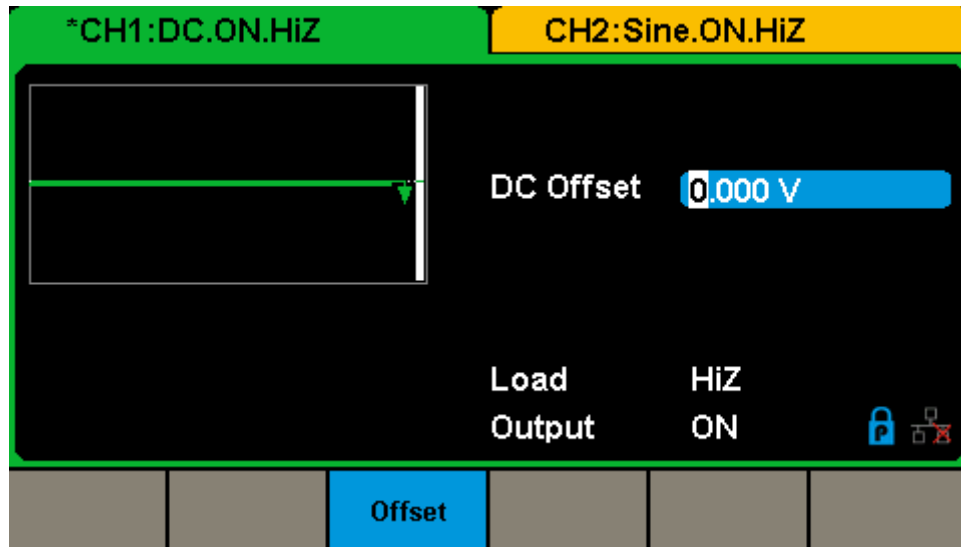 *CH1:DC.ON.HiZ
CH2:Sine.ON.HiZ
DC Offset 0.000 V
Load HiZ
Output ON
P
Offset